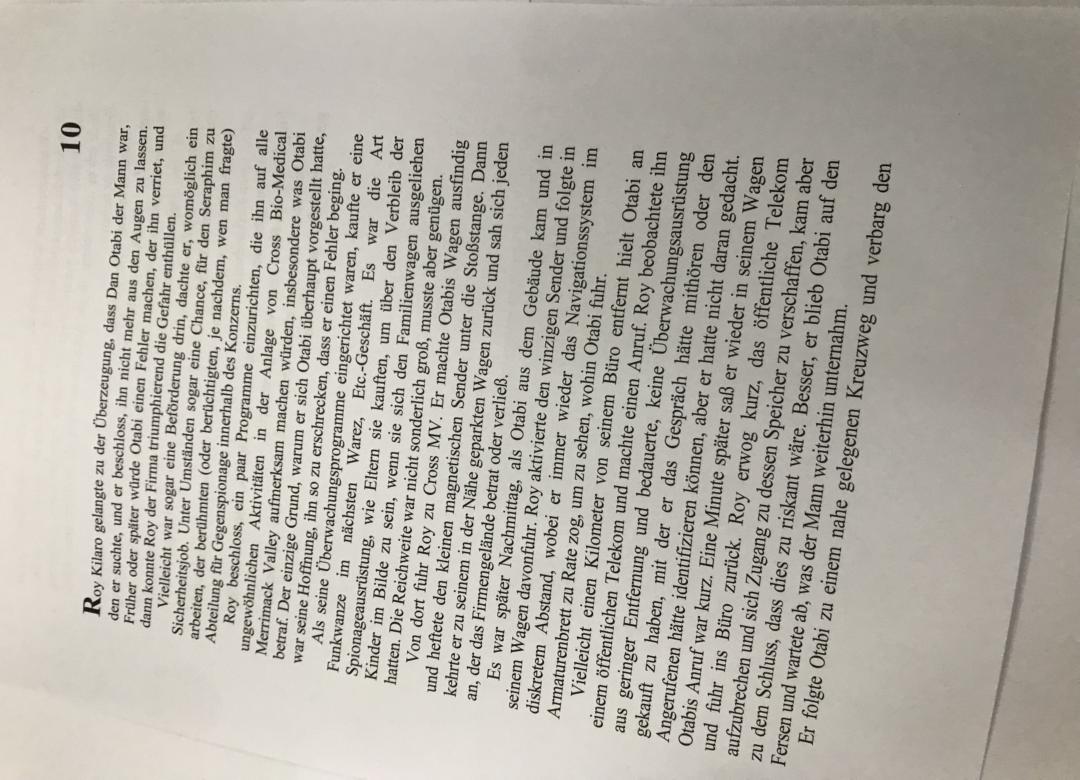 10
Roy Kilaro gelangte zu der Überzeugung, dass Dan Otabi der Mann war,
den er suchte, und er beschloss, ihn nicht mehr aus den Augen zu lassen.
Früher oder später würde Otabi einen Fehler machen, der ihn verriet, und
dann konnte Roy der Firma triumphierend die Gefahr enthüllen.
Vielleicht war sogar eine Beförderung drin, dachte er, womöglich ein
Sicherheitsjob. Unter Umständen sogar eine Chance, für den Seraphim zu
arbeiten, der berühmten (oder berüchtigten, je nachdem, wen man fragte)
Abteilung für Gegenspionage innerhalb des Konzerns.
Roy beschloss, ein paar Programme einzurichten, die ihn auf alle
ungewöhnlichen Aktivitäten in der Anlage von Cross Bio-Medical
Merrimack Valley aufmerksam machen würden, insbesondere was Otabi
betraf. Der einzige Grund, warum er sich Otabi überhaupt vorgestellt hatte,
war seine Hoffnung, ihn so zu erschrecken, dass er einen Fehler beging.
Als seine Überwachungsprogramme eingerichtet waren, kaufte er eine
Funkwanze im nächsten Warez, Etc.-Geschäft. Es war die Art
Spionageausrüstung, wie Eltern sie kauften, um über den Verbleib der
Kinder im Bilde zu sein, wenn sie sich den Familienwagen ausgeliehen
hatten. Die Reichweite war nicht sonderlich groß, musste aber genügen.
Von dort fuhr Roy zu Cross MV. Er machte Otabis Wagen ausfindig
und heftete den kleinen magnetischen Sender unter die Stoßstange. Dann
kehrte er zu seinem in der Nähe geparkten Wagen zurück und sah sich jeden
an, der das Firmengelände betrat oder verließ.
Es war später Nachmittag, als Otabi aus dem Gebäude kam und in
seinem Wagen davonfuhr. Roy aktivierte den winzigen Sender und folgte in
diskretem Abstand, wobei er immer wieder das Navigationssystem im
Armaturenbrett zu Rate zog, um zu sehen, wohin Otabi fuhr.
Vielleicht einen Kilometer von seinem Büro entfernt hielt Otabi an
einem öffentlichen Telekom und machte einen Anruf. Roy beobachtete ihn
aus geringer Entfernung und bedauerte, keine Überwachungsausrüstung
gekauft zu haben, mit der er das Gespräch hätte mithören oder den
Angerufenen hätte identifizieren können, aber er hatte nicht daran gedacht.
Otabis Anruf war kurz. Eine Minute später saß er wieder in seinem Wagen
und fuhr ins Büro zurück. Roy erwog kurz, das öffentliche Telekom
aufzubrechen und sich Zugang zu dessen Speicher zu verschaffen, kam aber
zu dem Schluss, dass dies zu riskant wäre. Besser, er blieb Otabi auf den
Fersen und wartete ab, was der Mann weiterhin unternahm.
Er folgte Otabi zu einem nahe gelegenen Kreuzweg und verbarg den